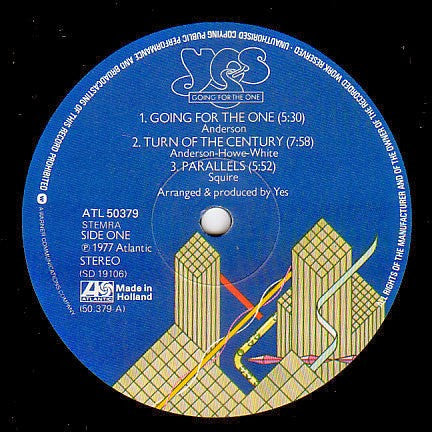 UNAUTHORISED COPYING PUBLIC PERFORMANCE AND BROADCASTING OF THIS RECORD PROHIBITED
ALL RIGHTS OF THE MANUFACTURER AND OF THE OWNER OF THE RECORDED WORK RESERVED
yes
GOING FOR THE ONE
1. GOING FOR THE ONE (5:30)
Anderson
2. TURN OF THE CENTURY (7:58)
Anderson-Howe-White
3. PARALLELS (5:52)
Squire
Arranged & produced by Yes
ATL 50379
STEMRA
SIDE ONE
℗ 1977 Atlantic
STEREO
(SD 19106)
ATLANTIC
Made in
Holland
(50.379-A)
W
A WARNER COMMUNICATIONS COMPANY